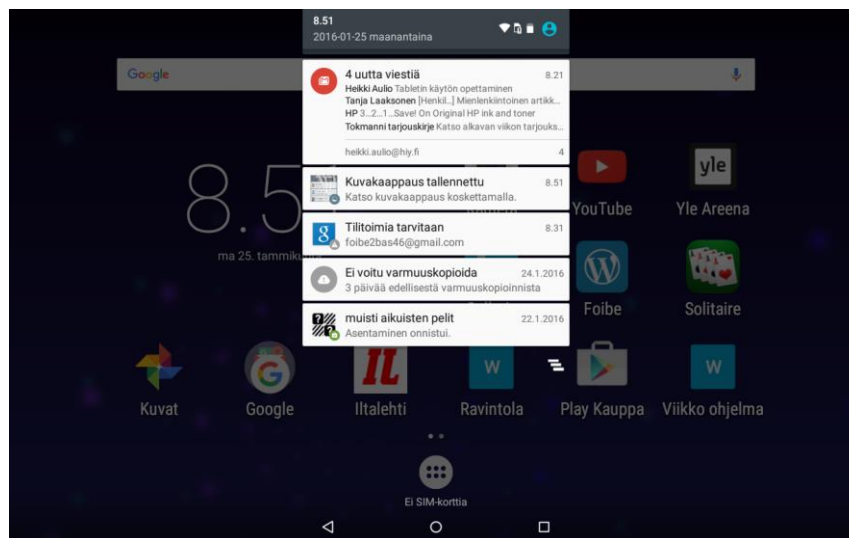 8.51
2016-01-25 maanantaina
Google
4 uutta viestiä 8.21
Heikki Aulio Tabletin käytön opettaminen
Tanja Laaksonen [Henkil...] Mienlenkiintoinen artikk...
HP 3...2...1...Save! On Original HP ink and toner
Tokmanni tarjouskirje Katso alkavan viikon tarjouks...
heikki.aulio@hiy.fi 4
Kuvakaappaus tallennettu 8.51
Katso kuvakaappaus koskettamalla.
Tilitoimia tarvitaan 8.31
foibe2bas46@gmail.com
Ei voitu varmuuskopioida 24.1.2016
3 päivää edellisestä varmuuskopioinnista
muisti aikuisten pelit 22.1.2016
Asentaminen onnistui.
8.5
ma 25. tammiku
yle
YouTube
Yle Areena
Foibe
Solitaire
IL
W
W
Kuvat
Google
Iltalehti
Ravintola
Play Kauppa
Viikko ohjelma
Ei SIM-korttia